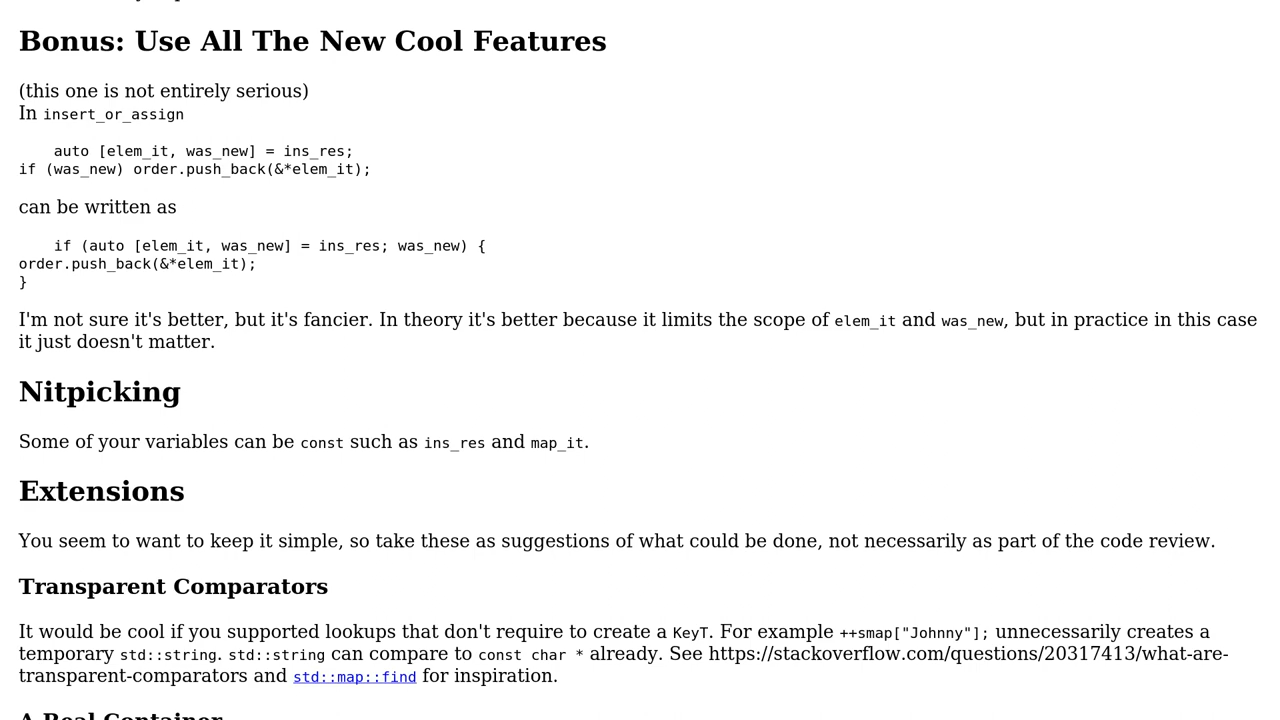 Bonus: Use All The New Cool Features
(this one is not entirely serious)
In insert_or_assign
auto [elem_it, was_new] = ins_res;
if (was_new) order.push_back(&*elem_it);
can be written as
if (auto [elem_it, was_new] = ins_res; was_new) {
order.push_back(&*elem_it);
}
I'm not sure it's better, but it's fancier. In theory it's better because it limits the scope of elem_it and was_new, but in practice in this case
it just doesn't matter.
Nitpicking
Some of your variables can be const such as ins_res and map_it.
Extensions
You seem to want to keep it simple, so take these as suggestions of what could be done, not necessarily as part of the code review.
Transparent Comparators
It would be cool if you supported lookups that don't require to create a KeyT. For example ++smap["Johnny"]; unnecessarily creates a
temporary std::string. std::string can compare to const char * already. See https://stackoverflow.com/questions/20317413/what-are-
transparent-comparators and std::map::find for inspiration.
A Real Container